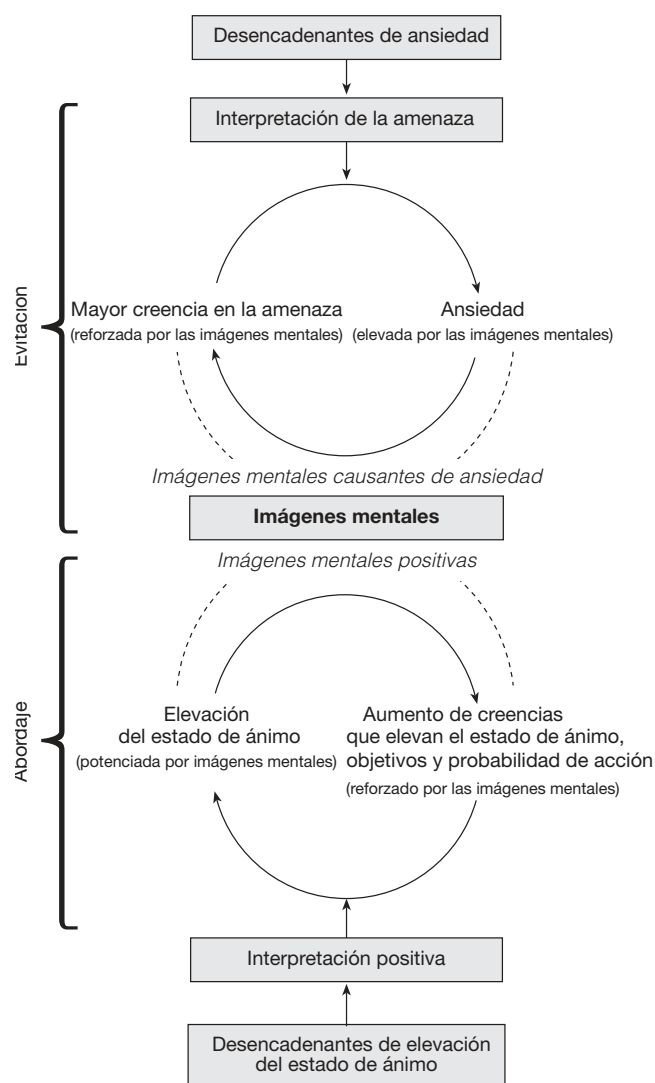 Desencadenantes de ansiedad
Interpretación de la amenaza
Evitacion
Mayor creencia en la amenaza
(reforzada por las imágenes mentales)
Ansiedad
(elevada por las imágenes mentales)
Imágenes mentales causantes de ansiedad
Imágenes mentales
Imágenes mentales positivas
Abordaje
Elevación
del estado de ánimo
(potenciada por imágenes mentales)
Aumento de creencias
que elevan el estado de ánimo,
objetivos y probabilidad de acción
(reforzado por las imágenes mentales)
Interpretación positiva
Desencadenantes de elevación
del estado de ánimo